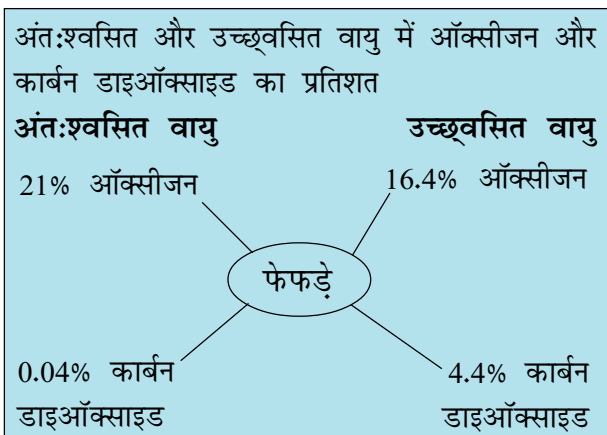 अंत:श्वसित और उच्छ्वसित वायु में ऑक्सीजन और
कार्बन डाइऑक्साइड का प्रतिशत
अंत:श्वसित वायु
उच्छ्वसित वायु
21% ऑक्सीजन
16.4% ऑक्सीजन
फेफड़े
0.04% कार्बन
डाइऑक्साइड
4.4% कार्बन
डाइऑक्साइड